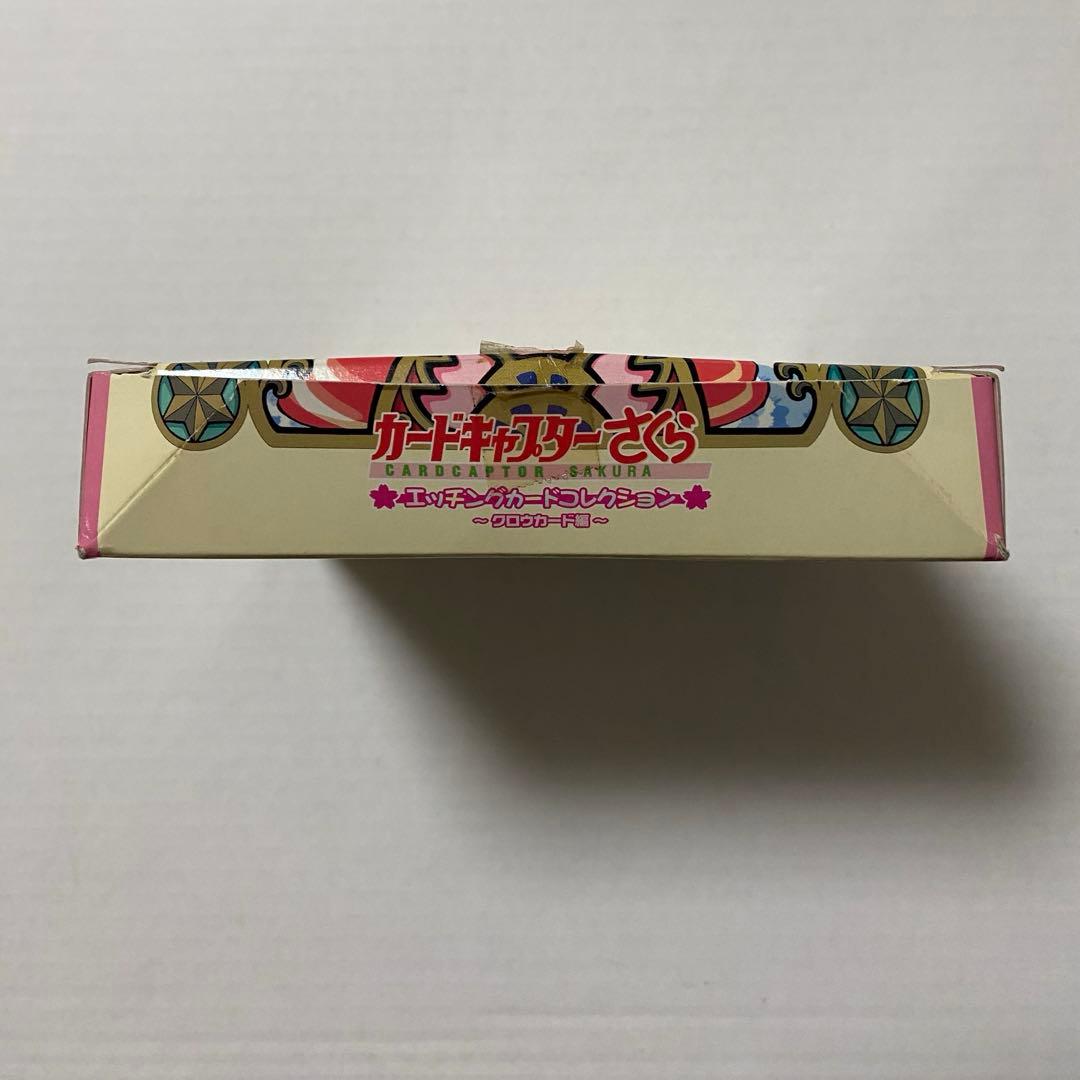 カードキャプターさくら
CARDCAPTOR SAKURA
エッチングカードコレクション
～クロウカード編～